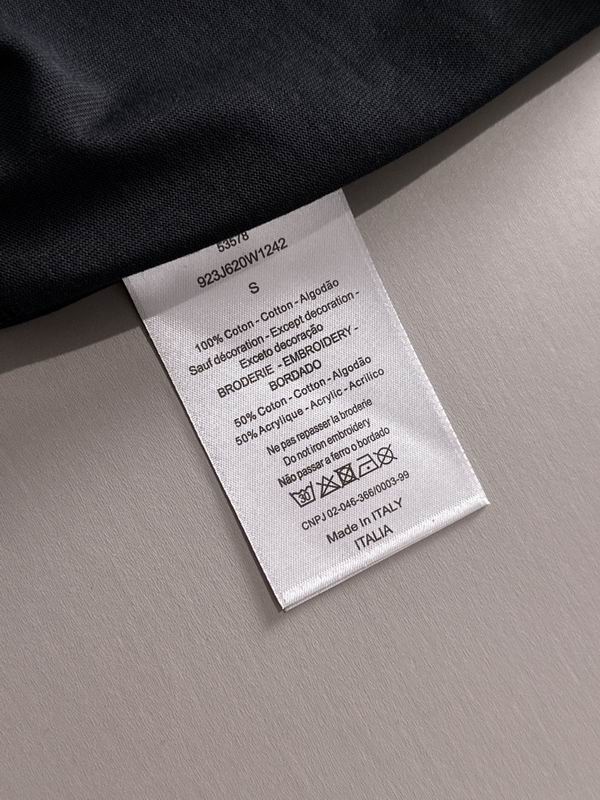 53578
923J620W1242
S
100% Coton - Cotton - Algodão
Sauf décoration - Except decoration -
Exceto decoração
BRODERIE - EMBROIDERY -
BORDADO
50% Coton - Cotton - Algodão
50% Acrylique - Acrylic - Acrílico
Ne pas repasser la broderie
Do not iron embroidery
Não passar a ferro o bordado
30
CNPJ 02-046-366/0003-99
Made In ITALY
ITALIA